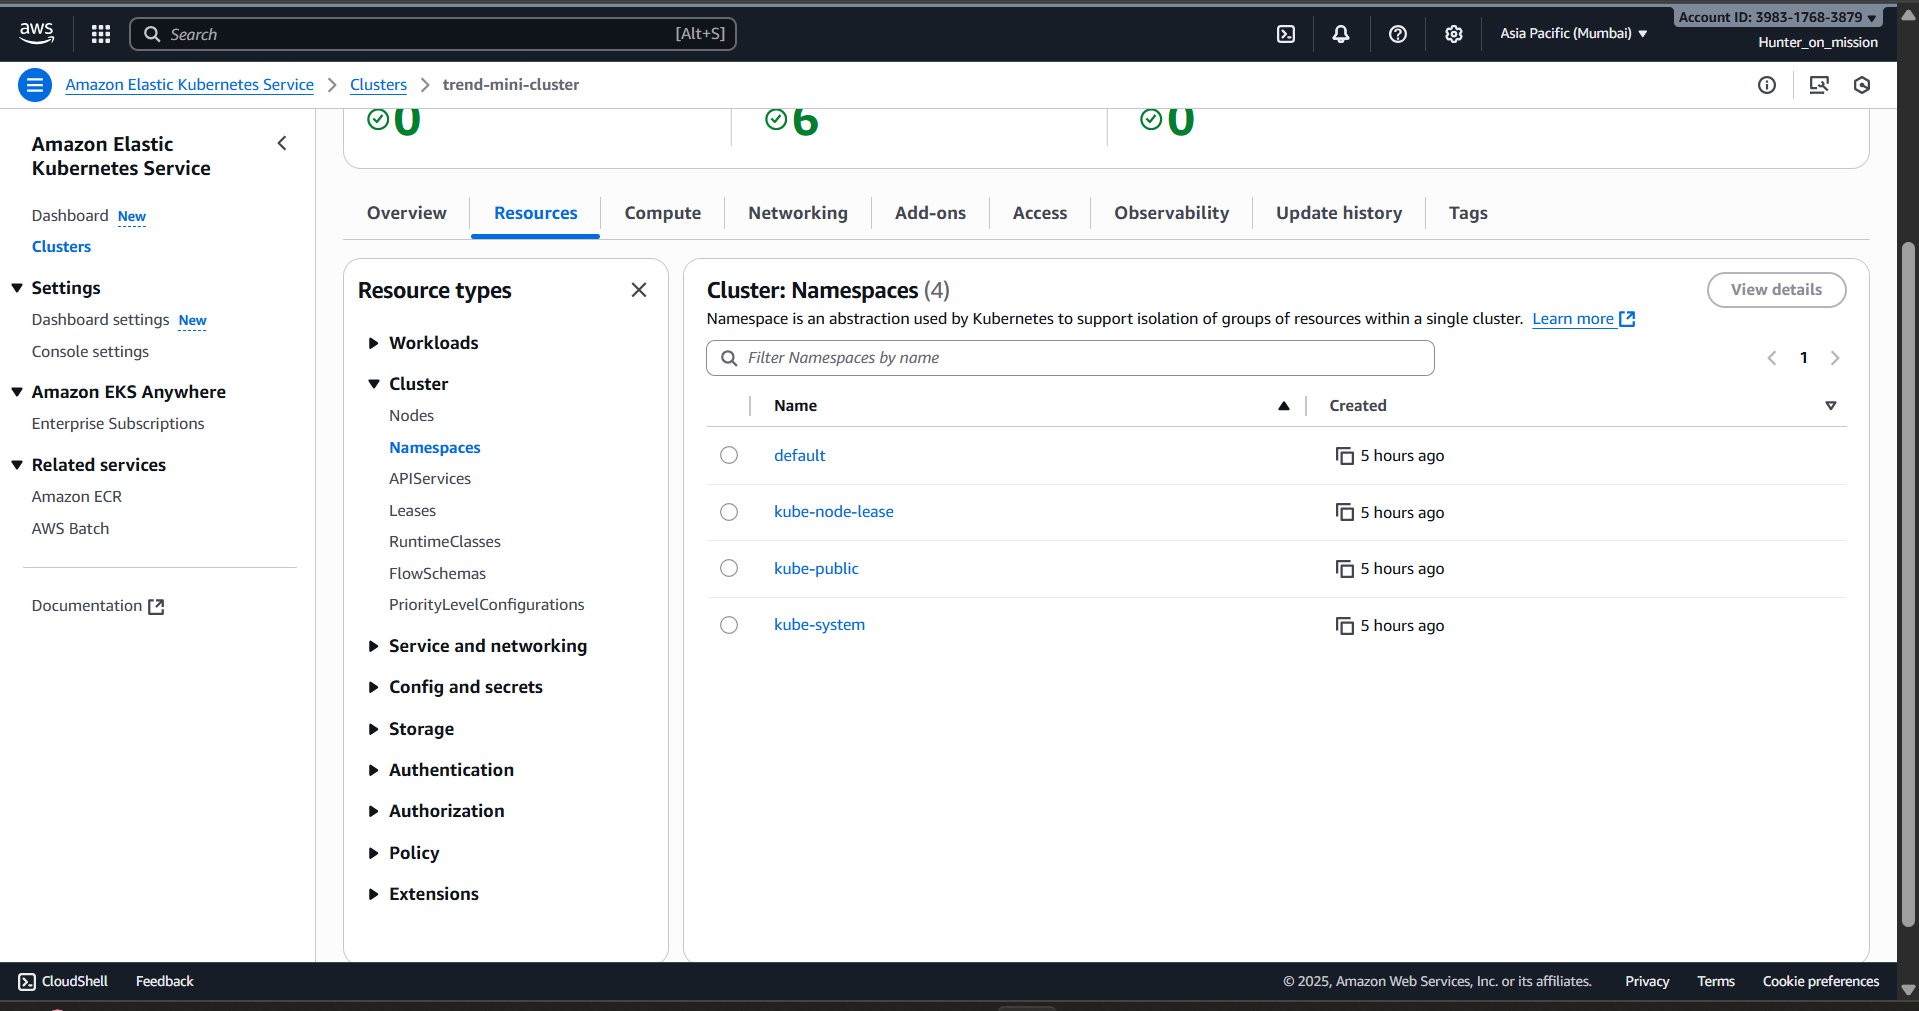 aws
Search
[Alt+S]
Asia Pacific (Mumbai)
Account ID: 3983-1768-3879
Hunter_on_mission
Amazon Elastic Kubernetes Service
Clusters
trend-mini-cluster
Amazon Elastic
Kubernetes Service
Dashboard New
Clusters
Settings
Dashboard settings New
Console settings
Amazon EKS Anywhere
Enterprise Subscriptions
Related services
Amazon ECR
AWS Batch
Documentation
0
6
0
Overview
Resources
Compute
Networking
Add-ons
Access
Observability
Update history
Tags
Resource types
Workloads
Cluster
Nodes
Namespaces
APIServices
Leases
RuntimeClasses
FlowSchemas
PriorityLevelConfigurations
Service and networking
Config and secrets
Storage
Authentication
Authorization
Policy
Extensions
Cluster: Namespaces (4)
View details
Namespace is an abstraction used by Kubernetes to support isolation of groups of resources within a single cluster. Learn more
Filter Namespaces by name
1
Name Created
default 5 hours ago
kube-node-lease 5 hours ago
kube-public 5 hours ago
kube-system 5 hours ago
CloudShell
Feedback
© 2025, Amazon Web Services, Inc. or its affiliates.
Privacy
Terms
Cookie preferences